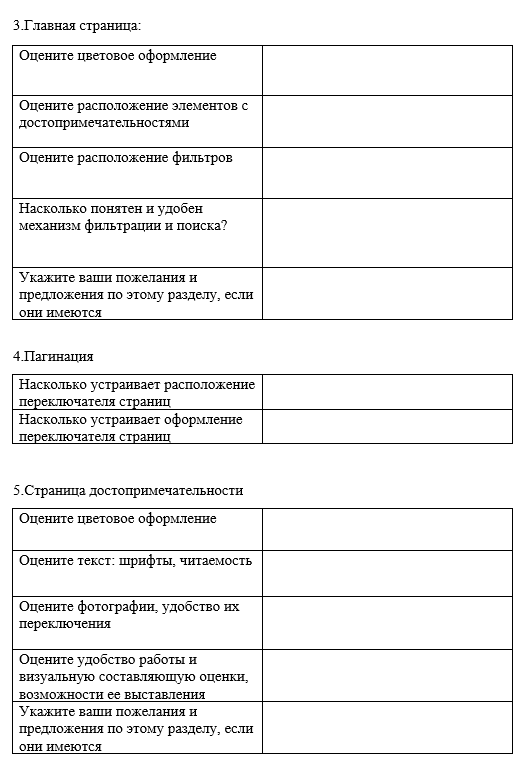 3.Главная страница:
Оцените цветовое оформление
Оцените расположение элементов с
достопримечательностями
Оцените расположение фильтров
Насколько понятен и удобен
механизм фильтрации и поиска?
Укажите ваши пожелания и
предложения по этому разделу, если
они имеются
4.Пагинация
Насколько устраивает расположение
переключателя страниц
Насколько устраивает оформление
переключателя страниц
5.Страница достопримечательности
Оцените цветовое оформление
Оцените текст: шрифты, читаемость
Оцените фотографии, удобство их
переключения
Оцените удобство работы и
визуальную составляющую оценки,
возможности ее выставления
Укажите ваши пожелания и
предложения по этому разделу, если
они имеются